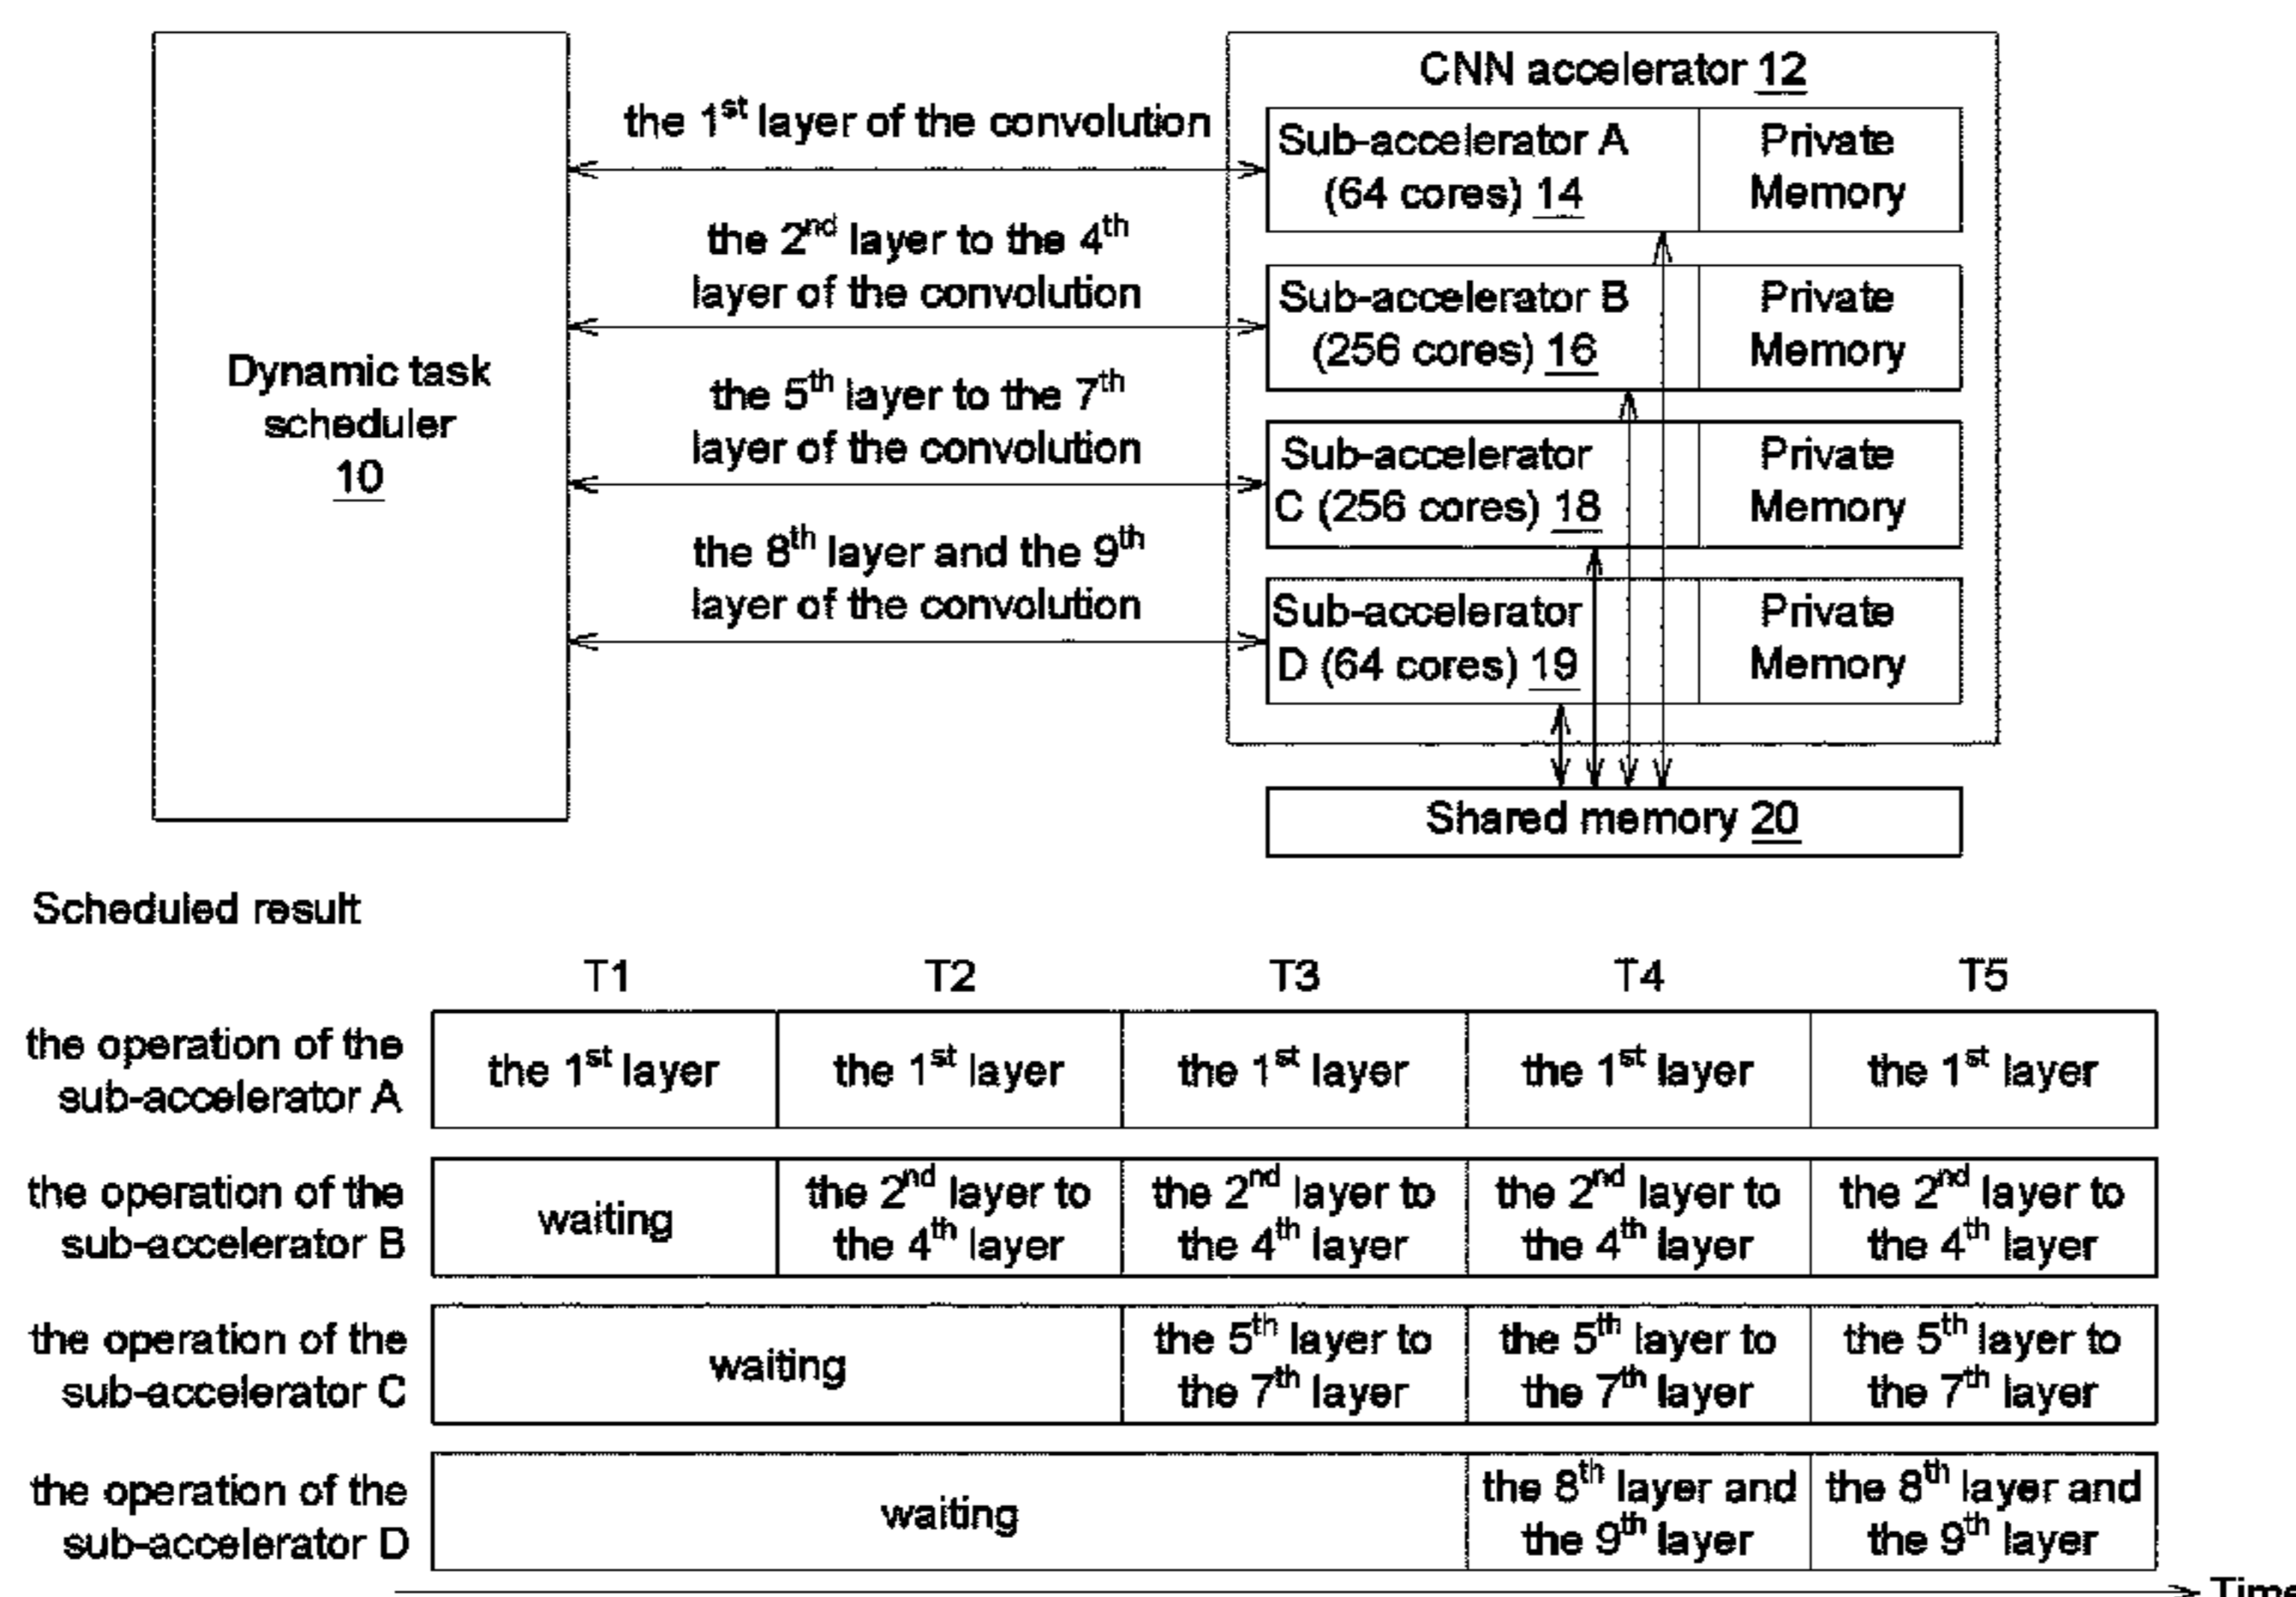 Dynamic task
scheduler
10
the 1st layer of the convolution
the 2nd layer to the 4th
layer of the convolution
the 5th layer to the 7th
layer of the convolution
the 8th layer and the 9th
layer of the convolution
CNN accelerator 12
Sub-accelerator A
(64 cores) 14
Private
Memory
Sub-accelerator B
(256 cores) 16
Private
Memory
Sub-accelerator
C (256 cores) 18
Private
Memory
Sub-accelerator
D (64 cores) 19
Private
Memory
Shared memory 20
Scheduled result
T1 T2 T3 T4 T5
the operation of the
sub-accelerator A
the 1st layer
the 1st layer
the 1st layer
the 1st layer
the 1st layer
the operation of the
sub-accelerator B
waiting
the 2nd layer to
the 4th layer
the 2nd layer to
the 4th layer
the 2nd layer to
the 4th layer
the 2nd layer to
the 4th layer
the operation of the
sub-accelerator C
waiting
the 5th layer to
the 7th layer
the 5th layer to
the 7th layer
the 5th layer to
the 7th layer
the operation of the
sub-accelerator D
waiting
the 8th layer and
the 9th layer
the 8th layer and
the 9th layer
Time